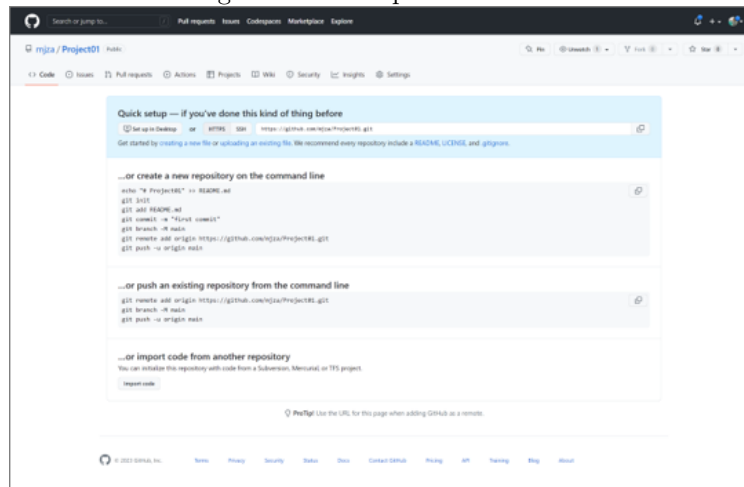 Search or jump to...
/
Pull requests Issues Codespaces Marketplace Explore
mjza / Project01 Public
Pin Unwatch 1 Fork 0 Star 0
Code Issues Pull requests Actions Projects Wiki Security Insights Settings
Quick setup — if you've done this kind of thing before
Set up in Desktop or HTTPS SSH https://github.com/mjza/Project01.git
Get started by creating a new file or uploading an existing file. We recommend every repository include a README, LICENSE, and .gitignore.
...or create a new repository on the command line
echo "# Project01" >> README.md
git init
git add README.md
git commit -m "first commit"
git branch -M main
git remote add origin https://github.com/mjza/Project01.git
git push -u origin main
...or push an existing repository from the command line
git remote add origin https://github.com/mjza/Project01.git
git branch -M main
git push -u origin main
...or import code from another repository
You can initialize this repository with code from a Subversion, Mercurial, or TFS project.
Import code
ProTip! Use the URL for this page when adding GitHub as a remote.
© 2023 GitHub, Inc. Terms Privacy Security Status Docs Contact GitHub Pricing API Training Blog About